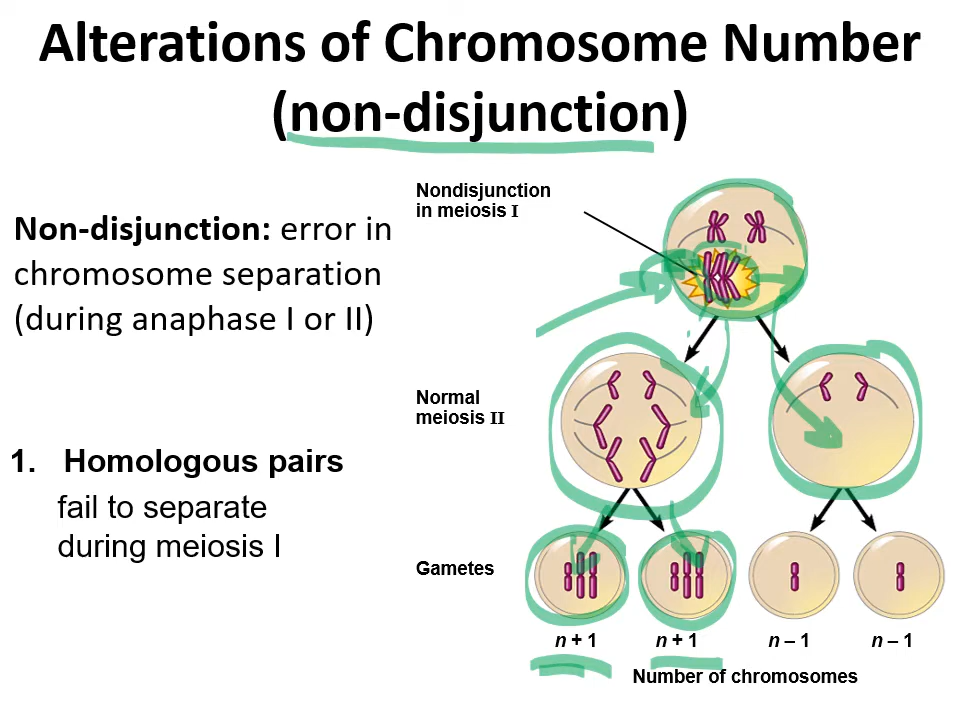 Alterations of Chromosome Number
(non-disjunction)
Non-disjunction: error in
chromosome separation
(during anaphase I or II)
1. Homologous pairs
fail to separate
during meiosis I
Nondisjunction
in meiosis I
Normal
meiosis II
Gametes
n + 1 n + 1 n – 1 n – 1
Number of chromosomes